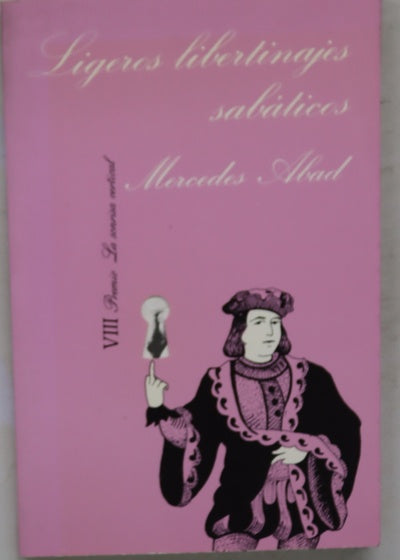 Ligeros libertinajes
sabáticos
Mercedes Abad
VIII Premio La sonrisa vertical